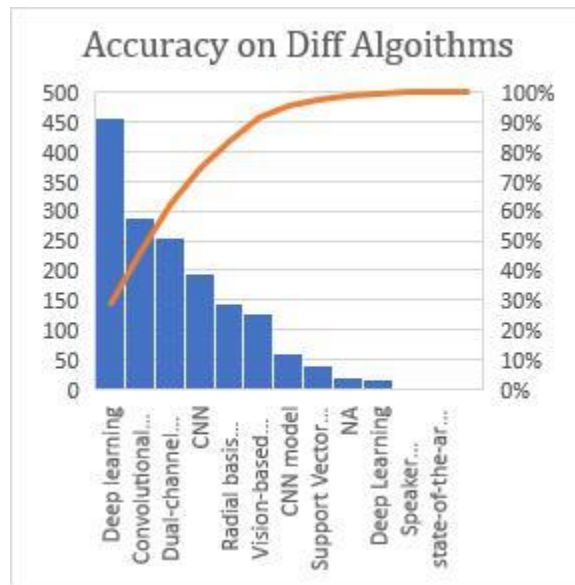 Accuracy on Diff Algoithms
500
450
400
350
300
250
200
150
100
50
0
100%
90%
80%
70%
60%
50%
40%
30%
20%
10%
0%
Deep learning
Convolutional...
Dual-channel...
CNN
Radial basis...
Vision-based...
CNN model
Support Vector...
NA
Deep Learning
Speaker...
state-of-the-ar...